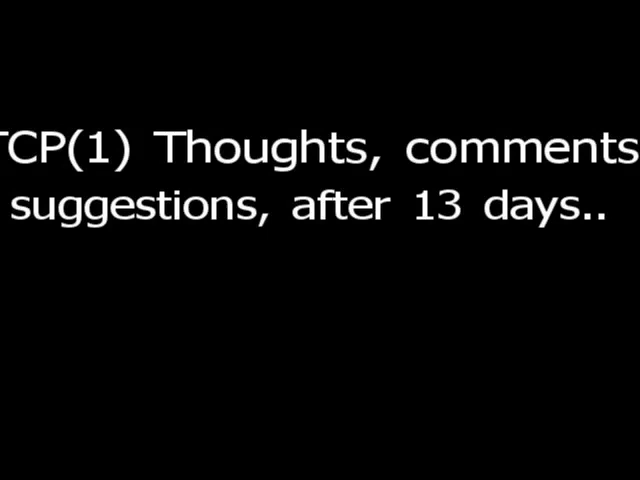 TCP(1) Thoughts, comments
suggestions, after 13 days..